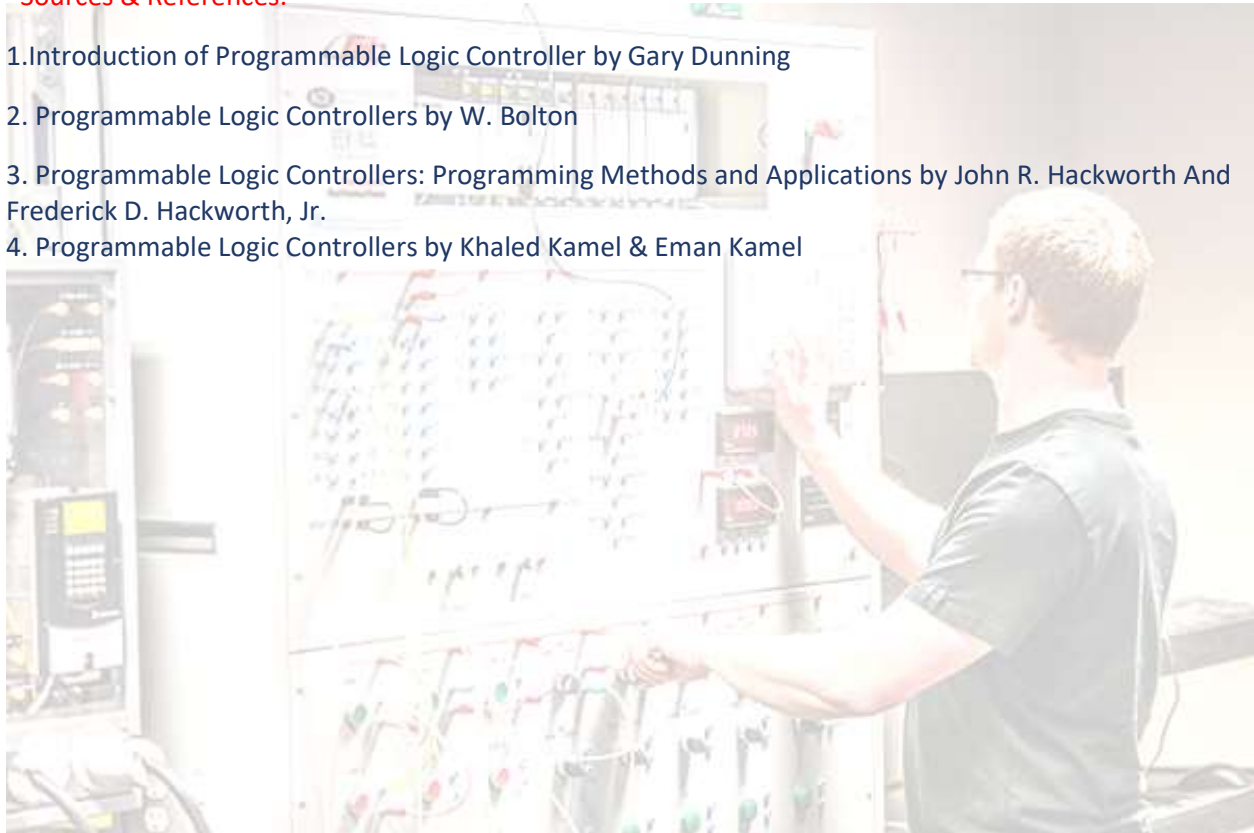 Sources & References:
1.Introduction of Programmable Logic Controller by Gary Dunning
2. Programmable Logic Controllers by W. Bolton
3. Programmable Logic Controllers: Programming Methods and Applications by John R. Hackworth And
Frederick D. Hackworth, Jr.
4. Programmable Logic Controllers by Khaled Kamel & Eman Kamel